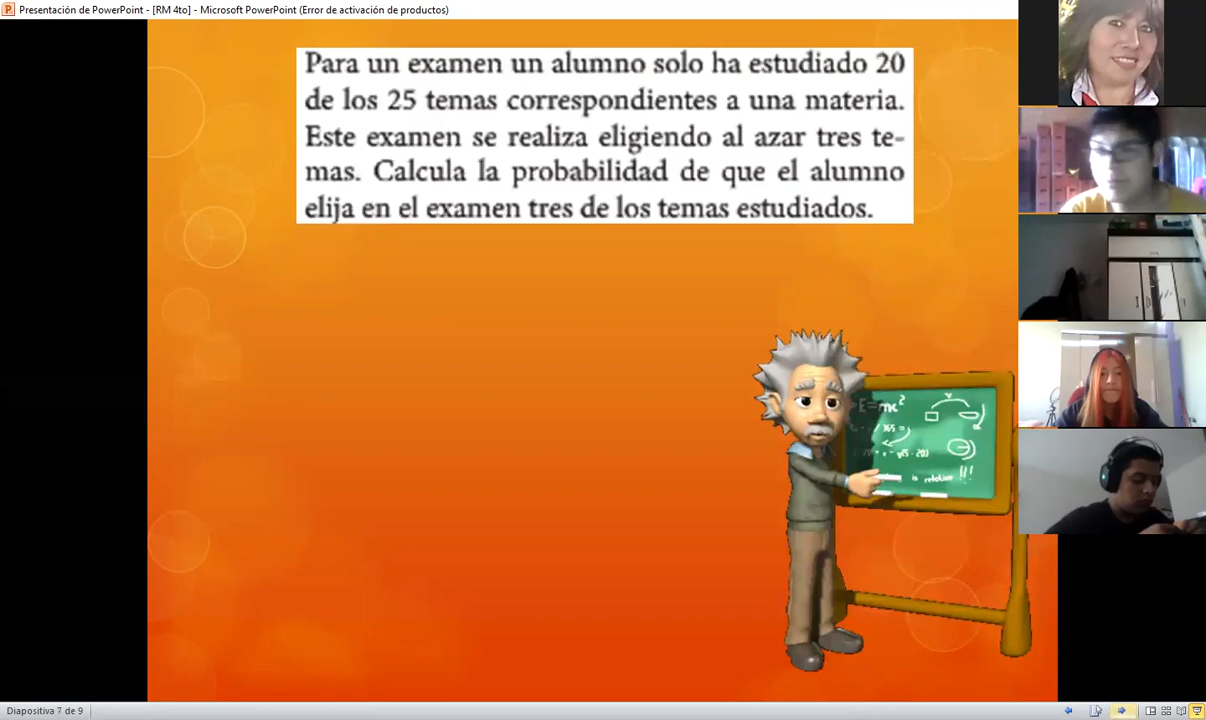 Presentación de PowerPoint - [RM 4to] - Microsoft PowerPoint (Error de activación de productos)
Para un examen un alumno solo ha estudiado 20
de los 25 temas correspondientes a una materia.
Este examen se realiza eligiendo al azar tres te-
mas. Calcula la probabilidad de que el alumno
elija en el examen tres de los temas estudiados.
E=mc²
is relative !!!
Diapositiva 7 de 9